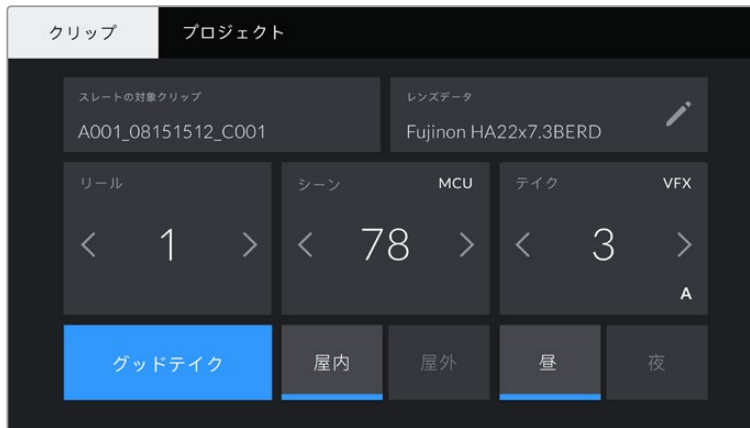 クリップ プロジェクト
スレートの対象クリップ レンズデータ
A001_08151512_C001 Fujinon HA22x7.3BERD
リール シーン MCU テイク VFX
1 78 3
A
グッドテイク 屋内 屋外 昼 夜